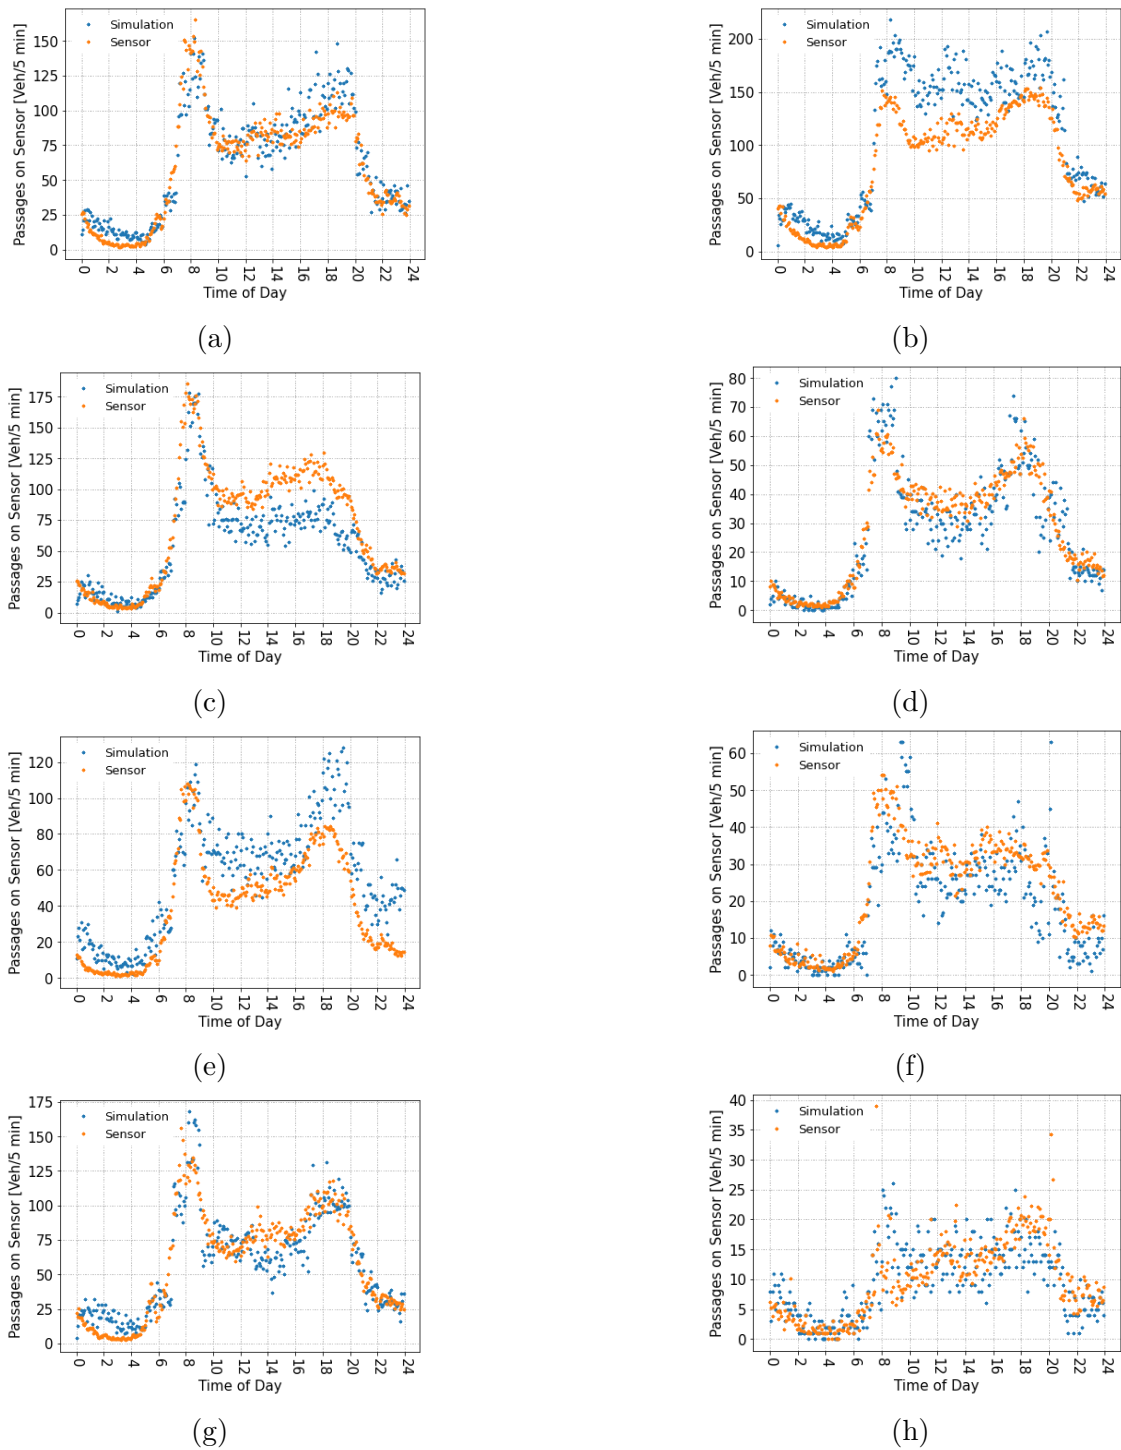 Simulation
Sensor
Passages on Sensor [Veh/5 min]
150
125
100
75
50
25
0
0 2 4 6 8 10 12 14 16 18 20 22 24
Time of Day
(a)
Simulation
Sensor
Passages on Sensor [Veh/5 min]
200
150
100
50
0
0 2 4 6 8 10 12 14 16 18 20 22 24
Time of Day
(b)
Simulation
Sensor
Passages on Sensor [Veh/5 min]
175
150
125
100
75
50
25
0
0 2 4 6 8 10 12 14 16 18 20 22 24
Time of Day
(c)
Simulation
Sensor
Passages on Sensor [Veh/5 min]
80
70
60
50
40
30
20
10
0
0 2 4 6 8 10 12 14 16 18 20 22 24
Time of Day
(d)
Simulation
Sensor
Passages on Sensor [Veh/5 min]
120
100
80
60
40
20
0
0 2 4 6 8 10 12 14 16 18 20 22 24
Time of Day
(e)
Simulation
Sensor
Passages on Sensor [Veh/5 min]
60
50
40
30
20
10
0
0 2 4 6 8 10 12 14 16 18 20 22 24
Time of Day
(f)
Simulation
Sensor
Passages on Sensor [Veh/5 min]
175
150
125
100
75
50
25
0
0 2 4 6 8 10 12 14 16 18 20 22 24
Time of Day
(g)
Simulation
Sensor
Passages on Sensor [Veh/5 min]
40
35
30
25
20
15
10
5
0
0 2 4 6 8 10 12 14 16 18 20 22 24
Time of Day
(h)